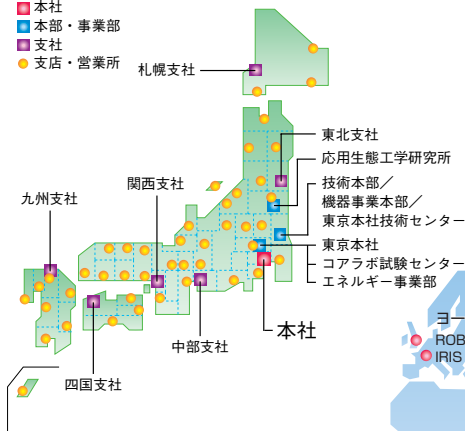 本社
本部・事業部
支社
支店・営業所
札幌支社
東北支社
応用生態工学研究所
技術本部／
機器事業本部／
東京本社技術センター
東京本社
コアラボ試験センター
エネルギー事業部
本社
中部支社
関西支社
九州支社
四国支社
ヨー
ROB
IRIS